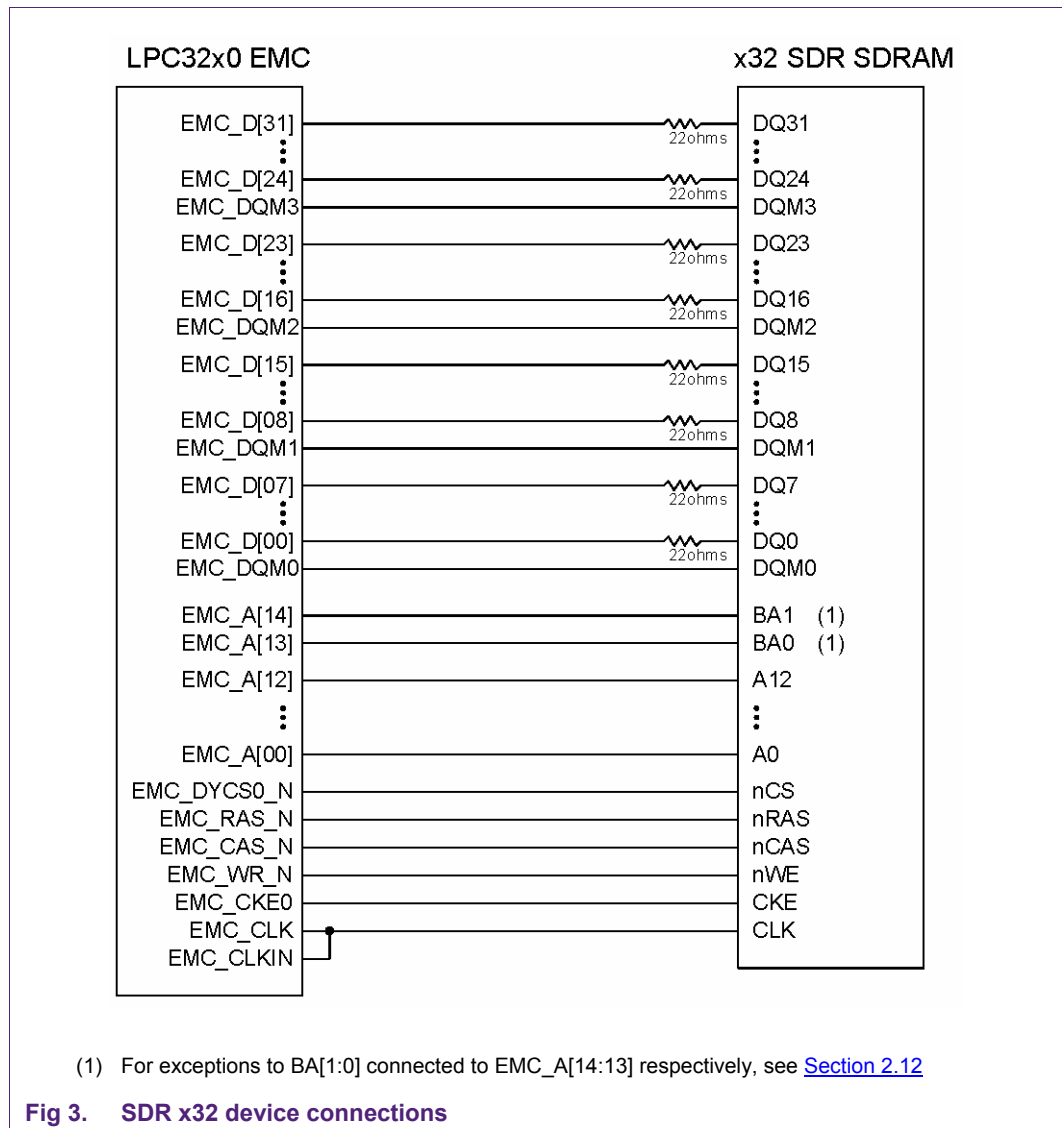 LPC32x0 EMC x32 SDR SDRAM
EMC_D[31] 22ohms DQ31
EMC_D[24] 22ohms DQ24
EMC_DQM3 DQM3
EMC_D[23] 22ohms DQ23
EMC_D[16] 22ohms DQ16
EMC_DQM2 DQM2
EMC_D[15] 22ohms DQ15
EMC_D[08] 22ohms DQ8
EMC_DQM1 DQM1
EMC_D[07] 22ohms DQ7
EMC_D[00] 22ohms DQ0
EMC_DQM0 DQM0
EMC_A[14] BA1 (1)
EMC_A[13] BA0 (1)
EMC_A[12] A12
EMC_A[00] A0
EMC_DYCS0_N nCS
EMC_RAS_N nRAS
EMC_CAS_N nCAS
EMC_WR_N nWE
EMC_CKE0 CKE
EMC_CLK CLK
EMC_CLKIN
(1) For exceptions to BA[1:0] connected to EMC_A[14:13] respectively, see Section 2.12
Fig 3. SDR x32 device connections